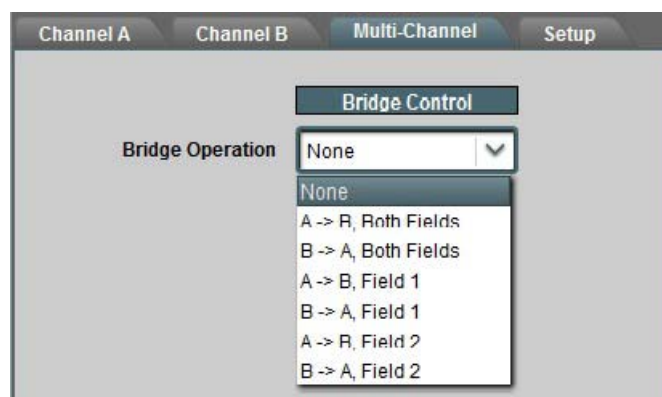 Channel A Channel B Multi-Channel Setup
Bridge Control
Bridge Operation None
None
A -> B, Both Fields
B -> A, Both Fields
A -> B, Field 1
B -> A, Field 1
A -> B, Field 2
B -> A, Field 2